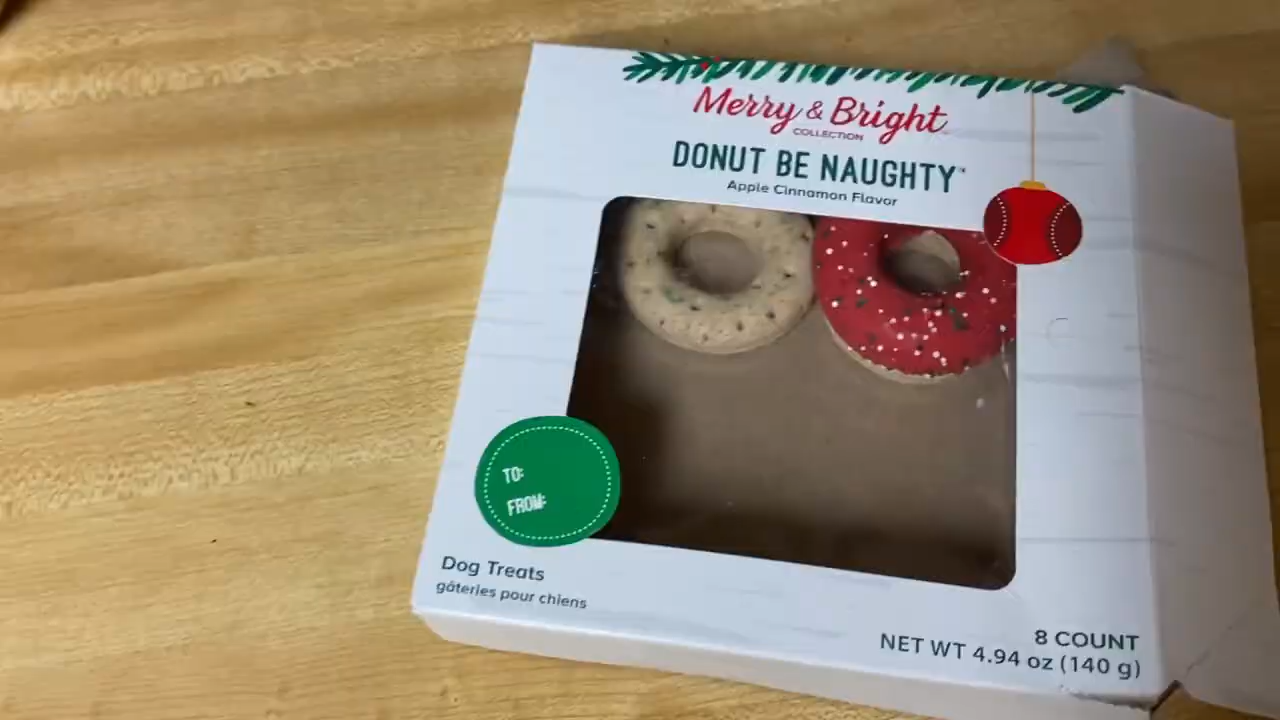 Merry & Bright
COLLECTION
DONUT BE NAUGHTY™
Apple Cinnamon Flavor
TO:
FROM:
Dog Treats
gâteries pour chiens
8 COUNT
NET WT 4.94 oz (140 g)